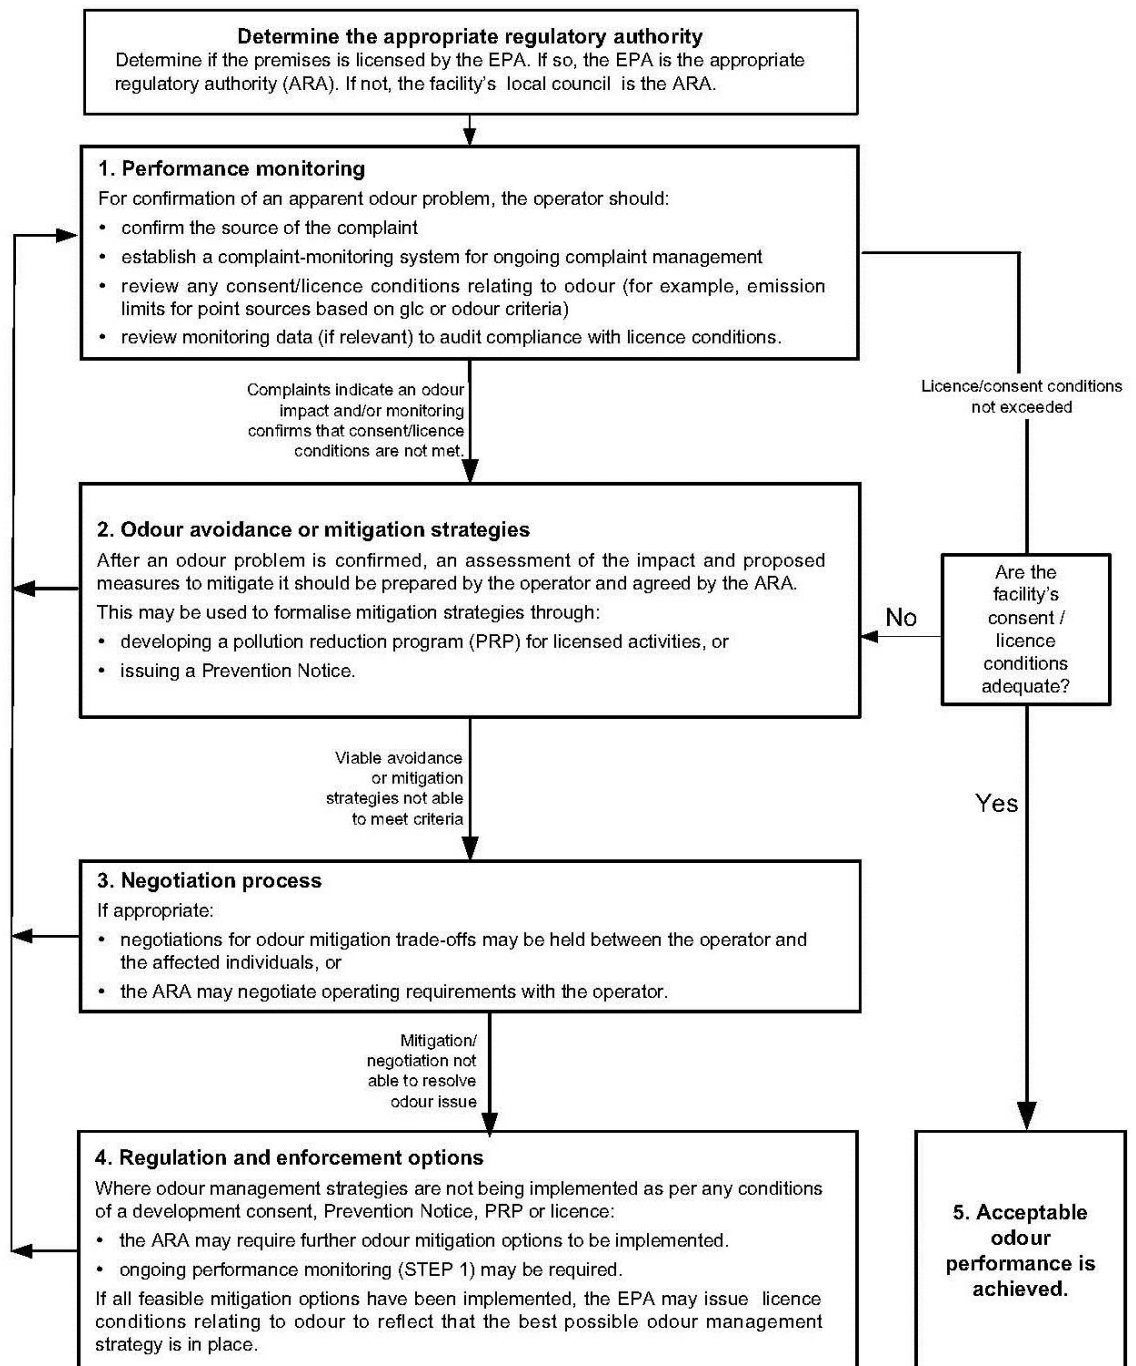 Determine the appropriate regulatory authority
Determine if the premises is licensed by the EPA. If so, the EPA is the appropriate
regulatory authority (ARA). If not, the facility's local council is the ARA.
1. Performance monitoring
For confirmation of an apparent odour problem, the operator should:
• confirm the source of the complaint
• establish a complaint-monitoring system for ongoing complaint management
• review any consent/licence conditions relating to odour (for example, emission
limits for point sources based on glc or odour criteria)
• review monitoring data (if relevant) to audit compliance with licence conditions.
Complaints indicate an odour
impact and/or monitoring
confirms that consent/licence
conditions are not met.
Licence/consent conditions
not exceeded
2. Odour avoidance or mitigation strategies
After an odour problem is confirmed, an assessment of the impact and proposed
measures to mitigate it should be prepared by the operator and agreed by the ARA.
This may be used to formalise mitigation strategies through:
• developing a pollution reduction program (PRP) for licensed activities, or
• issuing a Prevention Notice.
No
Are the
facility's
consent /
licence
conditions
adequate?
Viable avoidance
or mitigation
strategies not able
to meet criteria
Yes
3. Negotiation process
If appropriate:
• negotiations for odour mitigation trade-offs may be held between the operator and
the affected individuals, or
• the ARA may negotiate operating requirements with the operator.
Mitigation/
negotiation not
able to resolve
odour issue
4. Regulation and enforcement options
Where odour management strategies are not being implemented as per any conditions
of a development consent, Prevention Notice, PRP or licence:
• the ARA may require further odour mitigation options to be implemented.
• ongoing performance monitoring (STEP 1) may be required.
If all feasible mitigation options have been implemented, the EPA may issue licence
conditions relating to odour to reflect that the best possible odour management
strategy is in place.
5. Acceptable
odour
performance is
achieved.